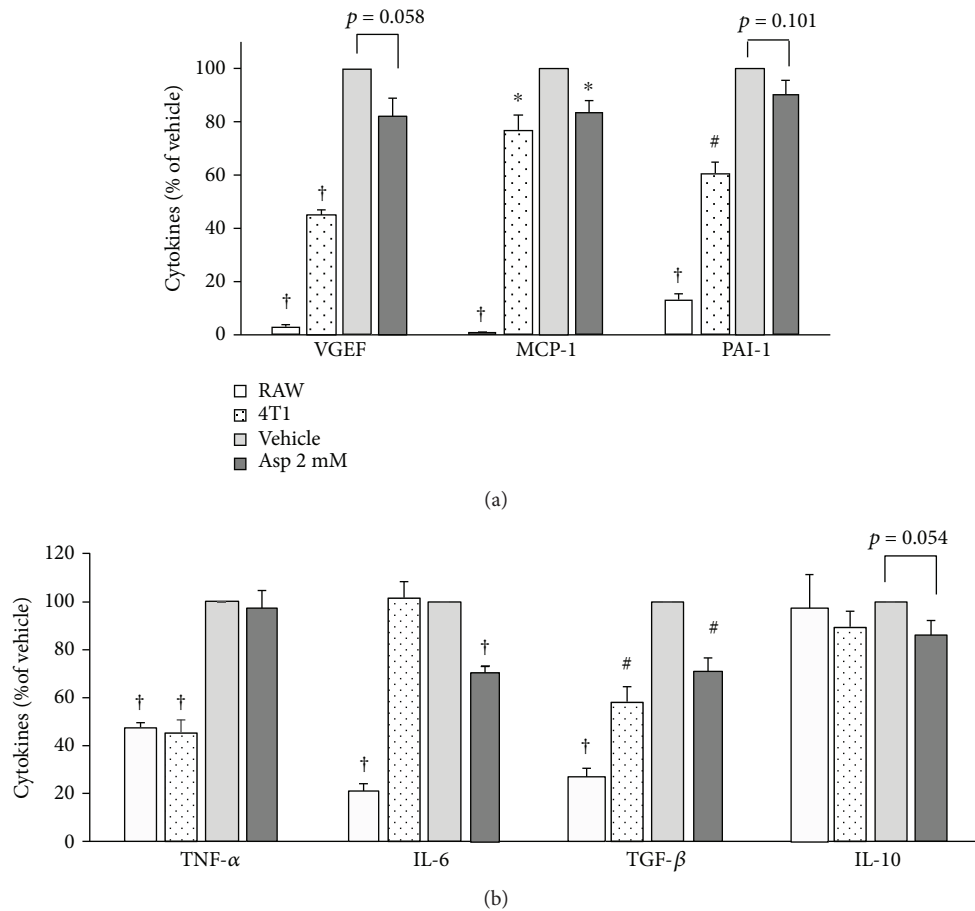 p = 0.058
p = 0.101
100
80
60
40
20
0
Cytokines (% of vehicle)
†
†
†
*
*
†
#
VGEF
MCP-1
PAI-1
RAW
4T1
Vehicle
Asp 2 mM
(a)
p = 0.054
120
100
80
60
40
20
0
Cytokines (%of vehicle)
†
†
†
†
†
#
#
TNF-α
IL-6
TGF-β
IL-10
(b)